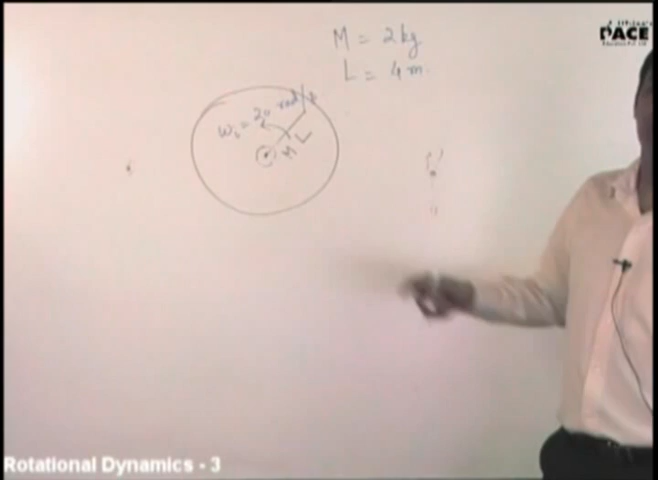 M = 2 kg
L = 4 m.
ω₀ = 20 rad/s
L
M
PACE
Rotational Dynamics - 3